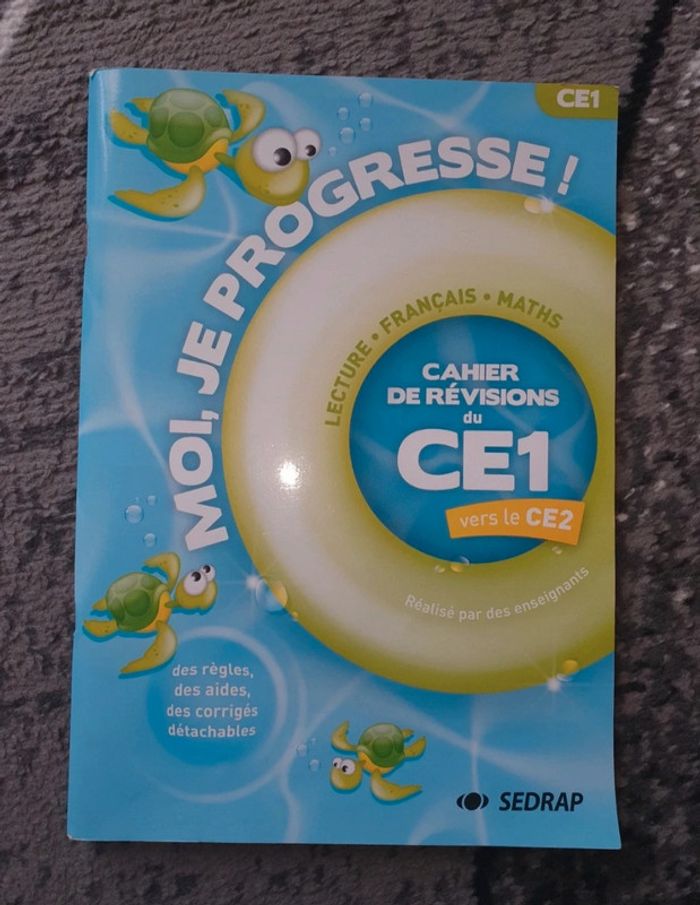 CE1
MOI, JE PROGRESSE !
LECTURE • FRANÇAIS • MATHS
CAHIER
DE RÉVISIONS
du
CE1
vers le CE2
Réalisé par des enseignants
des règles,
des aides,
des corrigés
détachables
SEDRAP